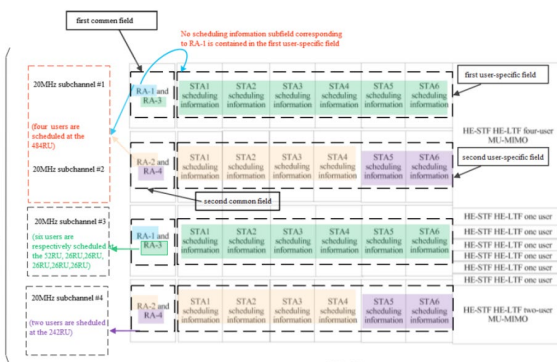 first common field
No scheduling information subfield corresponding
to RA-1 is contained in the first user-specific field
20MHz subchannel #1
(four users are
scheduled at the
484RU)
20MHz subchannel #2
RA-1 and
RA-3
STA1 scheduling information
STA2 scheduling information
STA3 scheduling information
STA4 scheduling information
STA5 scheduling information
STA6 scheduling information
first user-specific field
HE-STF HE-LTF four-user
MU-MIMO
RA-2 and
RA-4
STA1 scheduling information
STA2 scheduling information
STA3 scheduling information
STA4 scheduling information
STA5 scheduling information
STA6 scheduling information
second user-specific field
second common field
20MHz subchannel #3
(six users are
respectively scheduled at
the 52RU, 26RU,26RU,
26RU,26RU,26RU)
RA-1 and
RA-3
STA1 scheduling information
STA2 scheduling information
STA3 scheduling information
STA4 scheduling information
STA5 scheduling information
STA6 scheduling information
HE-STF HE-LTF one user
HE-STF HE-LTF one user
HE-STF HE-LTF one user
HE-STF HE-LTF one user
HE-STF HE-LTF one user
HE-STF HE-LTF one user
20MHz subchannel #4
(two users are sheduled
at the 242RU)
RA-2 and
RA-4
STA1 scheduling information
STA2 scheduling information
STA3 scheduling information
STA4 scheduling information
STA5 scheduling information
STA6 scheduling information
HE-STF HE-LTF two-user
MU-MIMO